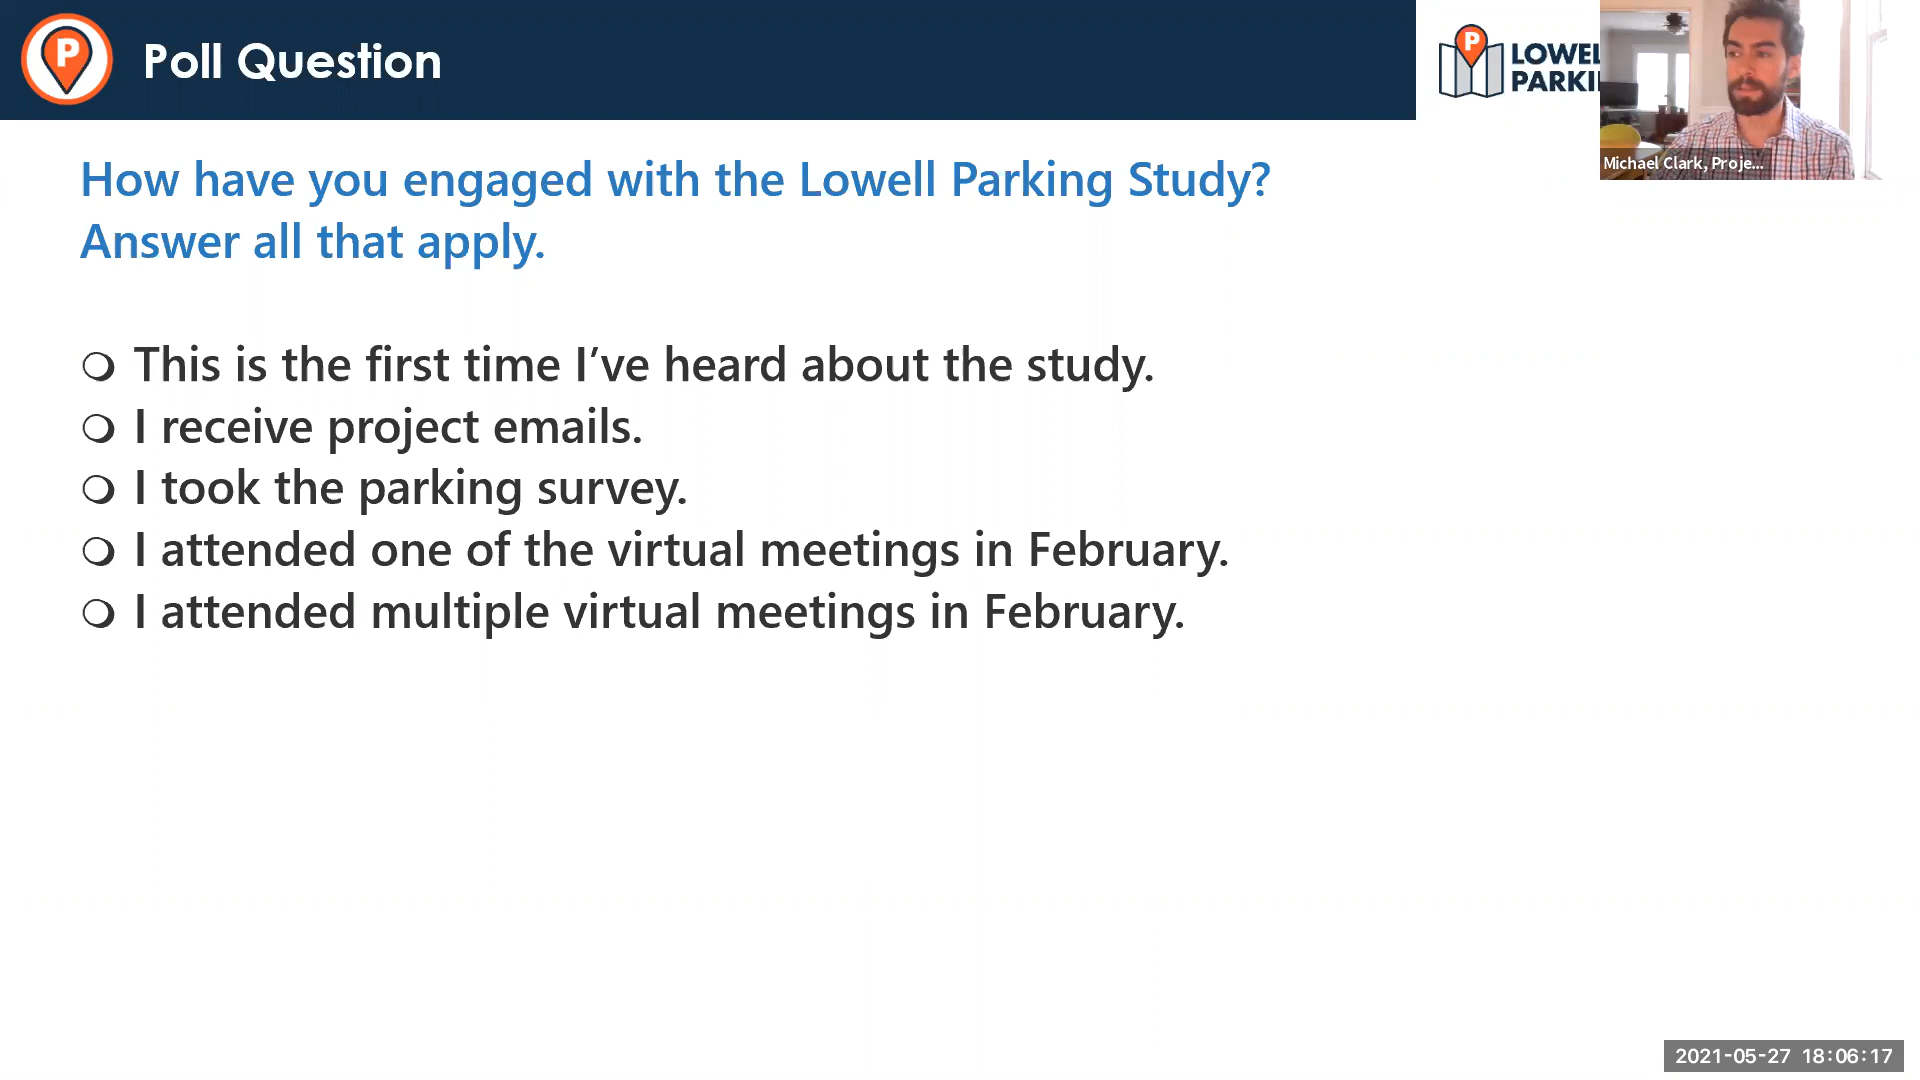 P
Poll Question
P
LOWEL
PARKI
Michael Clark, Proje...
How have you engaged with the Lowell Parking Study?
Answer all that apply.
This is the first time I’ve heard about the study.
I receive project emails.
I took the parking survey.
I attended one of the virtual meetings in February.
I attended multiple virtual meetings in February.
2021-05-27 18:06:17